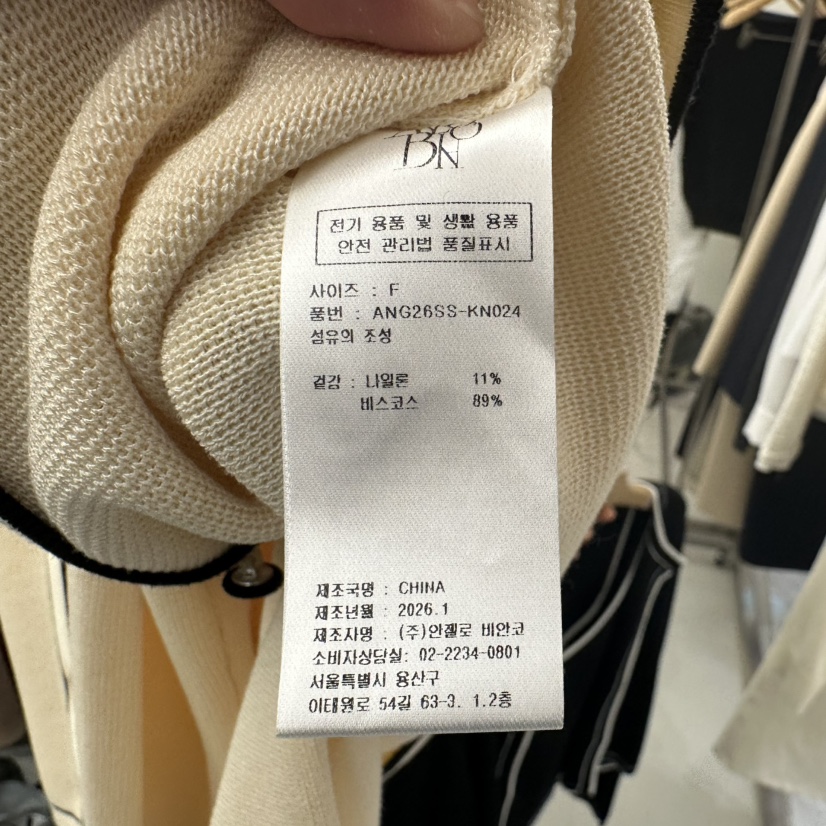 전기 용품 및 생활 용품
안전 관리법 품질표시
사이즈 : F
품번 : ANG26SS-KN024
섬유의 조성
겉감 : 나일론 11%
비스코스 89%
제조국명 : CHINA
제조년월 : 2026.1
제조자명 : (주)안젤로 비안코
소비자상담실: 02-2234-0801
서울특별시 용산구
이태원로 54길 63-3. 1.2층